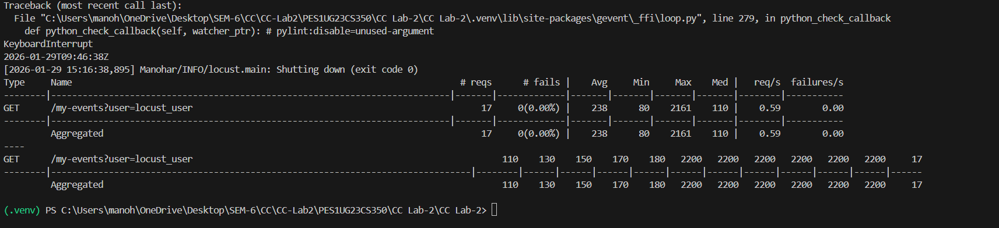 Traceback (most recent call last):
  File "C:\Users\manoh\OneDrive\Desktop\SEM-6\CC\CC-Lab2\PES1UG23CS350\CC Lab-2\CC Lab-2\.venv\lib\site-packages\gevent\_ffi\loop.py", line 279, in python_check_callback
    def python_check_callback(self, watcher_ptr): # pylint:disable=unused-argument
KeyboardInterrupt
2026-01-29T09:46:38Z
[2026-01-29 15:16:38,895] Manohar/INFO/locust.main: Shutting down (exit code 0)
Type     Name                                                                          # reqs      # fails |    Avg     Min     Max    Med |   req/s  failures/s
--------|----------------------------------------------------------------------------|-------|-------------|-------|-------|-------|-------|--------|-----------
GET      /my-events?user=locust_user                                                       17     0(0.00%) |    238      80    2161    110 |    0.59        0.00
--------|----------------------------------------------------------------------------|-------|-------------|-------|-------|-------|-------|--------|-----------
         Aggregated                                                                        17     0(0.00%) |    238      80    2161    110 |    0.59        0.00
----
GET      /my-events?user=locust_user                                                           110    130    150    170    180   2200   2200   2200   2200   2200   2200     17
--------|--------------------------------------------------------------------------------|--------|------|------|------|------|------|------|------|------|------|------|------
         Aggregated                                                                            110    130    150    170    180   2200   2200   2200   2200   2200   2200     17
(.venv) PS C:\Users\manoh\OneDrive\Desktop\SEM-6\CC\CC-Lab2\PES1UG23CS350\CC Lab-2\CC Lab-2>